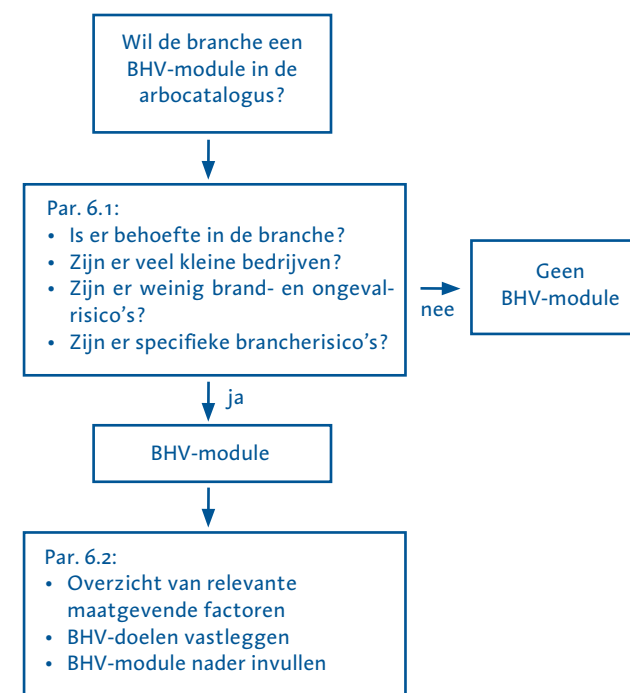 Wil de branche een
BHV-module in de
arbocatalogus?
Par. 6.1:
• Is er behoefte in de branche?
• Zijn er veel kleine bedrijven?
• Zijn er weinig brand- en ongeval-
risico's?
• Zijn er specifieke brancherisico's?
nee
Geen
BHV-module
ja
BHV-module
Par. 6.2:
• Overzicht van relevante
maatgevende factoren
• BHV-doelen vastleggen
• BHV-module nader invullen